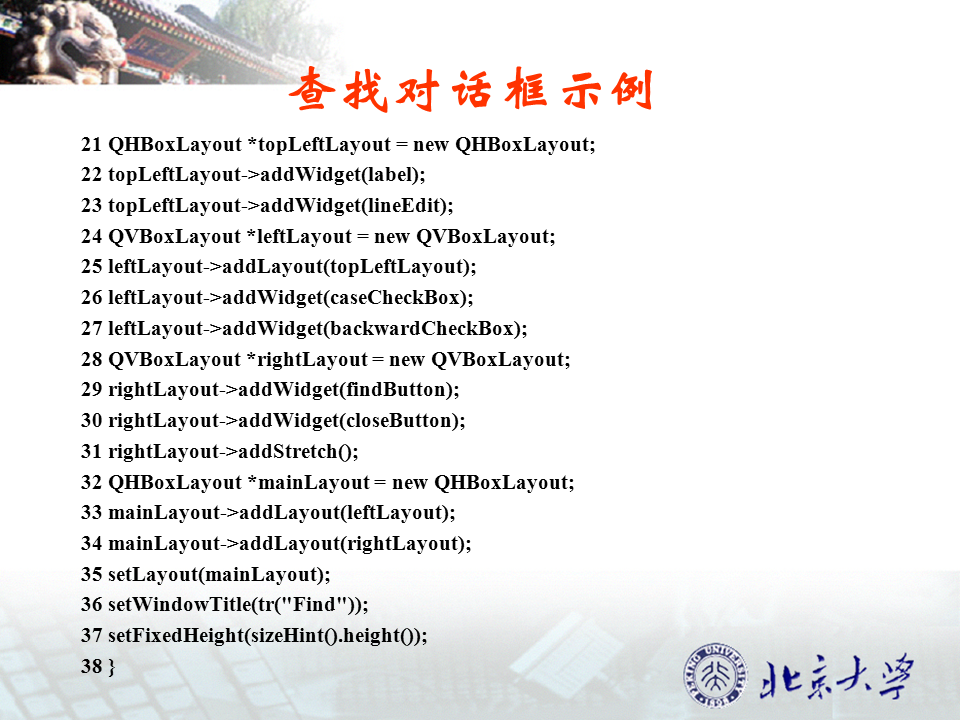 查找对话框示例
21 QHBoxLayout *topLeftLayout = new QHBoxLayout;
22 topLeftLayout->addWidget(label);
23 topLeftLayout->addWidget(lineEdit);
24 QVBoxLayout *leftLayout = new QVBoxLayout;
25 leftLayout->addLayout(topLeftLayout);
26 leftLayout->addWidget(caseCheckBox);
27 leftLayout->addWidget(backwardCheckBox);
28 QVBoxLayout *rightLayout = new QVBoxLayout;
29 rightLayout->addWidget(findButton);
30 rightLayout->addWidget(closeButton);
31 rightLayout->addStretch();
32 QHBoxLayout *mainLayout = new QHBoxLayout;
33 mainLayout->addLayout(leftLayout);
34 mainLayout->addLayout(rightLayout);
35 setLayout(mainLayout);
36 setWindowTitle(tr("Find"));
37 setFixedHeight(sizeHint().height());
38 }
PEKING UNIVERSITY
1898
北京大学